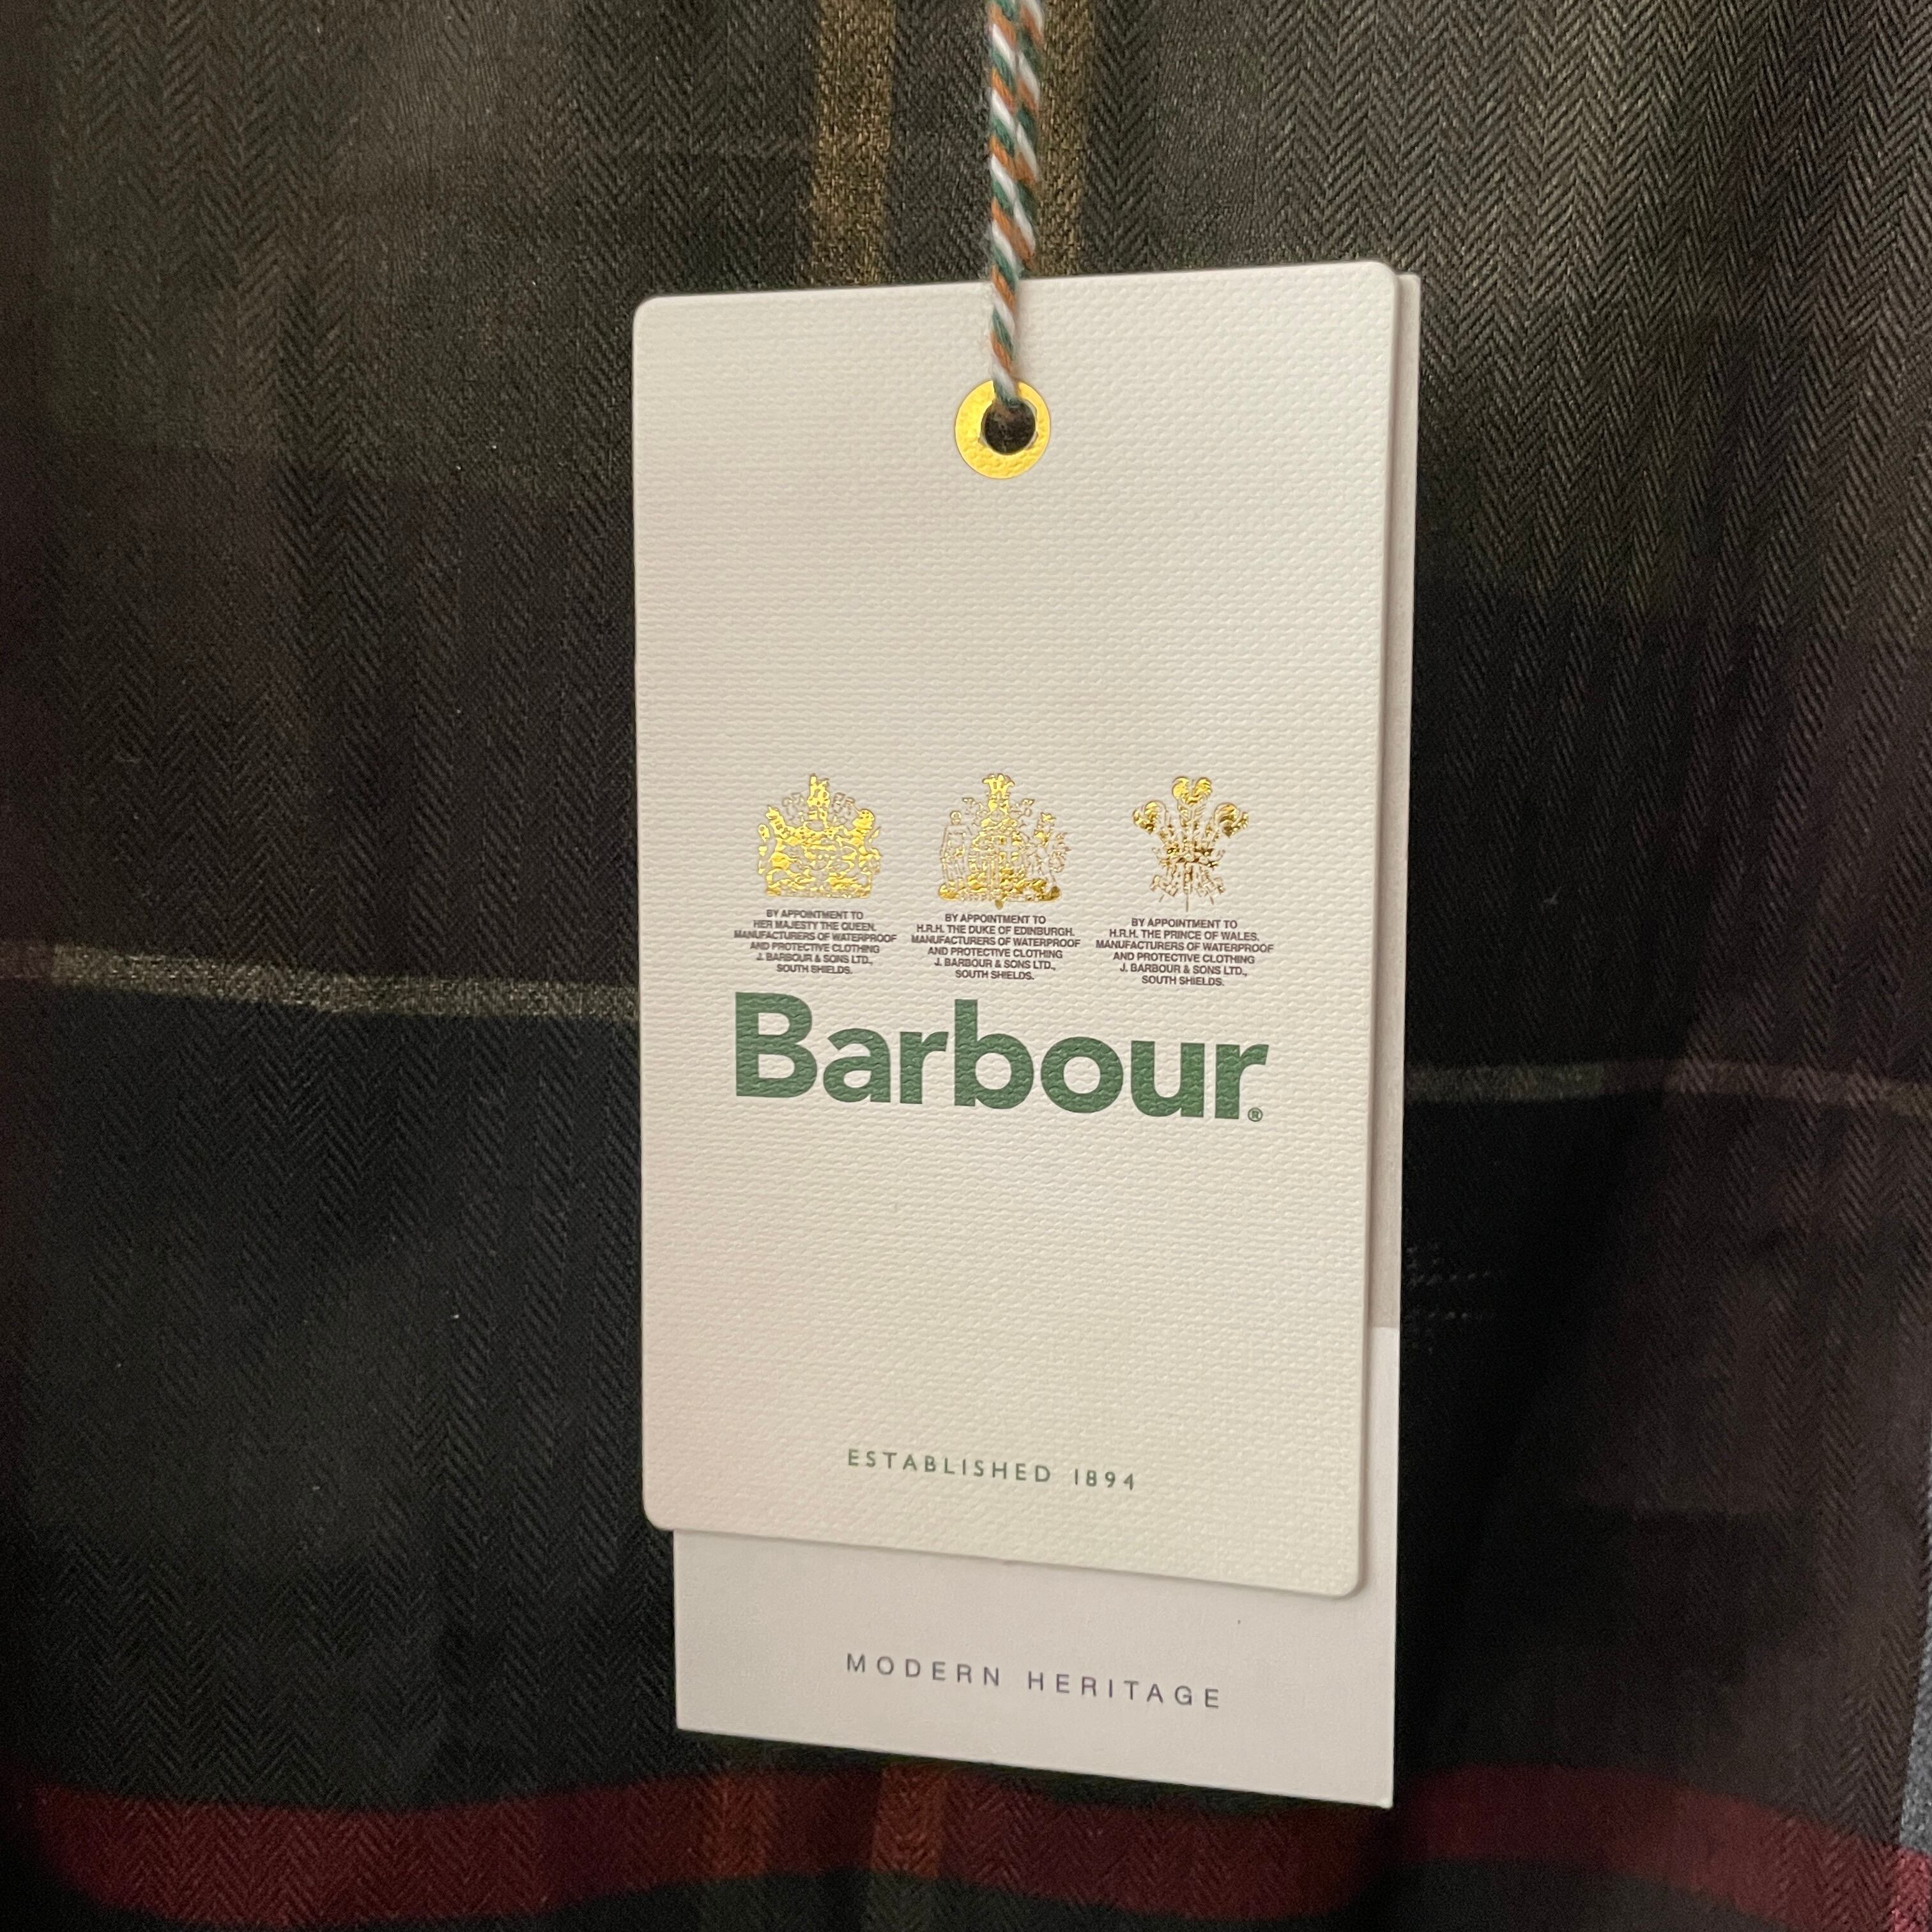 BY APPOINTMENT TO
HER MAJESTY THE QUEEN.
MANUFACTURERS OF WATERPROOF
AND PROTECTIVE CLOTHING
J. BARBOUR & SONS LTD.,
SOUTH SHIELDS.
BY APPOINTMENT TO
H.R.H. THE DUKE OF EDINBURGH.
MANUFACTURERS OF WATERPROOF
AND PROTECTIVE CLOTHING
J. BARBOUR & SONS LTD.,
SOUTH SHIELDS.
BY APPOINTMENT TO
H.R.H. THE PRINCE OF WALES.
MANUFACTURERS OF WATERPROOF
AND PROTECTIVE CLOTHING
J. BARBOUR & SONS LTD.,
SOUTH SHIELDS.
Barbour®
ESTABLISHED 1894
MODERN HERITAGE